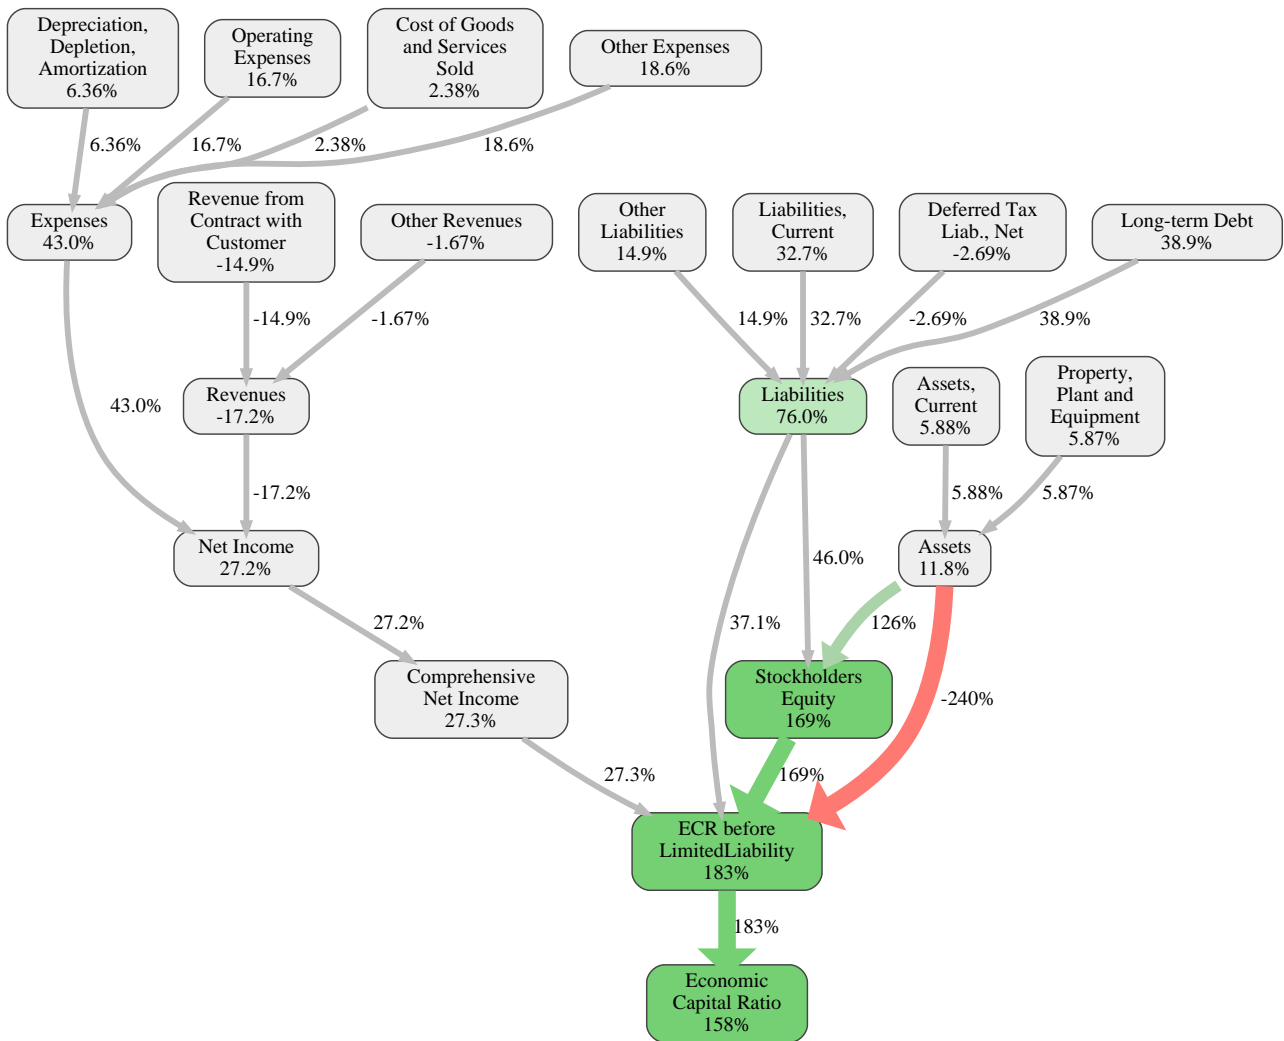 Depreciation,
Depletion,
Amortization
6.36%
Operating
Expenses
16.7%
Cost of Goods
and Services
Sold
2.38%
Other Expenses
18.6%
6.36%
16.7%
2.38%
18.6%
Expenses
43.0%
Revenue from
Contract with
Customer
-14.9%
Other Revenues
-1.67%
Other
Liabilities
14.9%
Liabilities,
Current
32.7%
Deferred Tax
Liab., Net
-2.69%
Long-term Debt
38.9%
-14.9%
-1.67%
14.9%
32.7%
-2.69%
38.9%
43.0%
Revenues
-17.2%
Liabilities
76.0%
Assets,
Current
5.88%
Property,
Plant and
Equipment
5.87%
-17.2%
5.88%
5.87%
Net Income
27.2%
46.0%
Assets
11.8%
27.2%
37.1%
126%
Comprehensive
Net Income
27.3%
Stockholders
Equity
169%
-240%
27.3%
169%
ECR before
LimitedLiability
183%
183%
Economic
Capital Ratio
158%